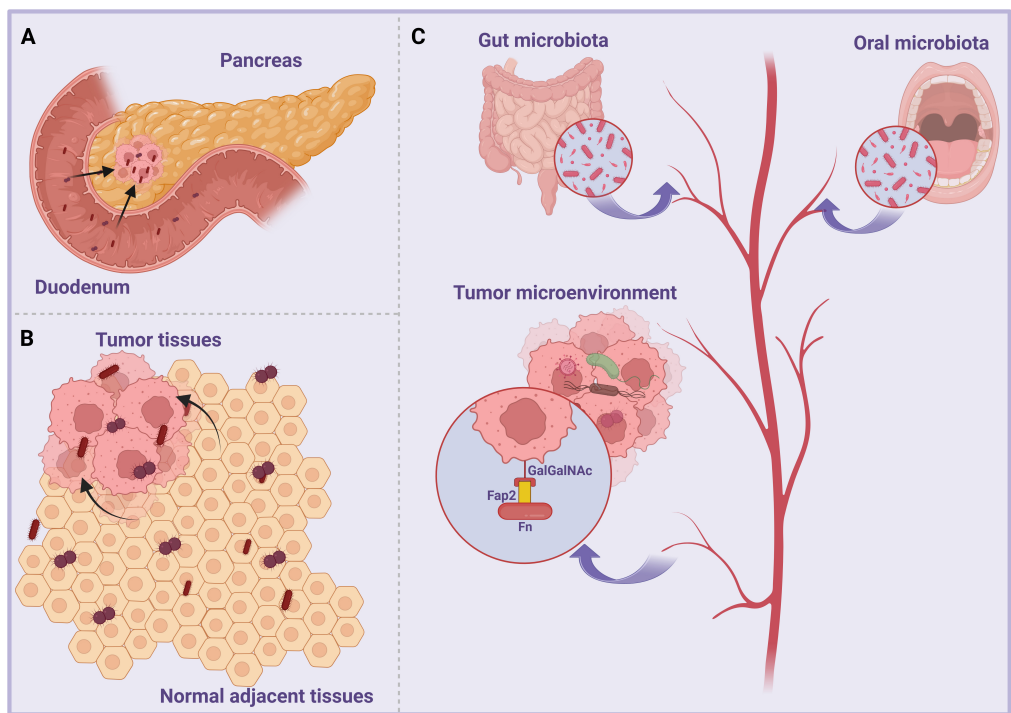 A
Pancreas
Duodenum
B
Tumor tissues
Normal adjacent tissues
C
Gut microbiota
Oral microbiota
Tumor microenvironment
GalGalNAc
Fap2
Fn